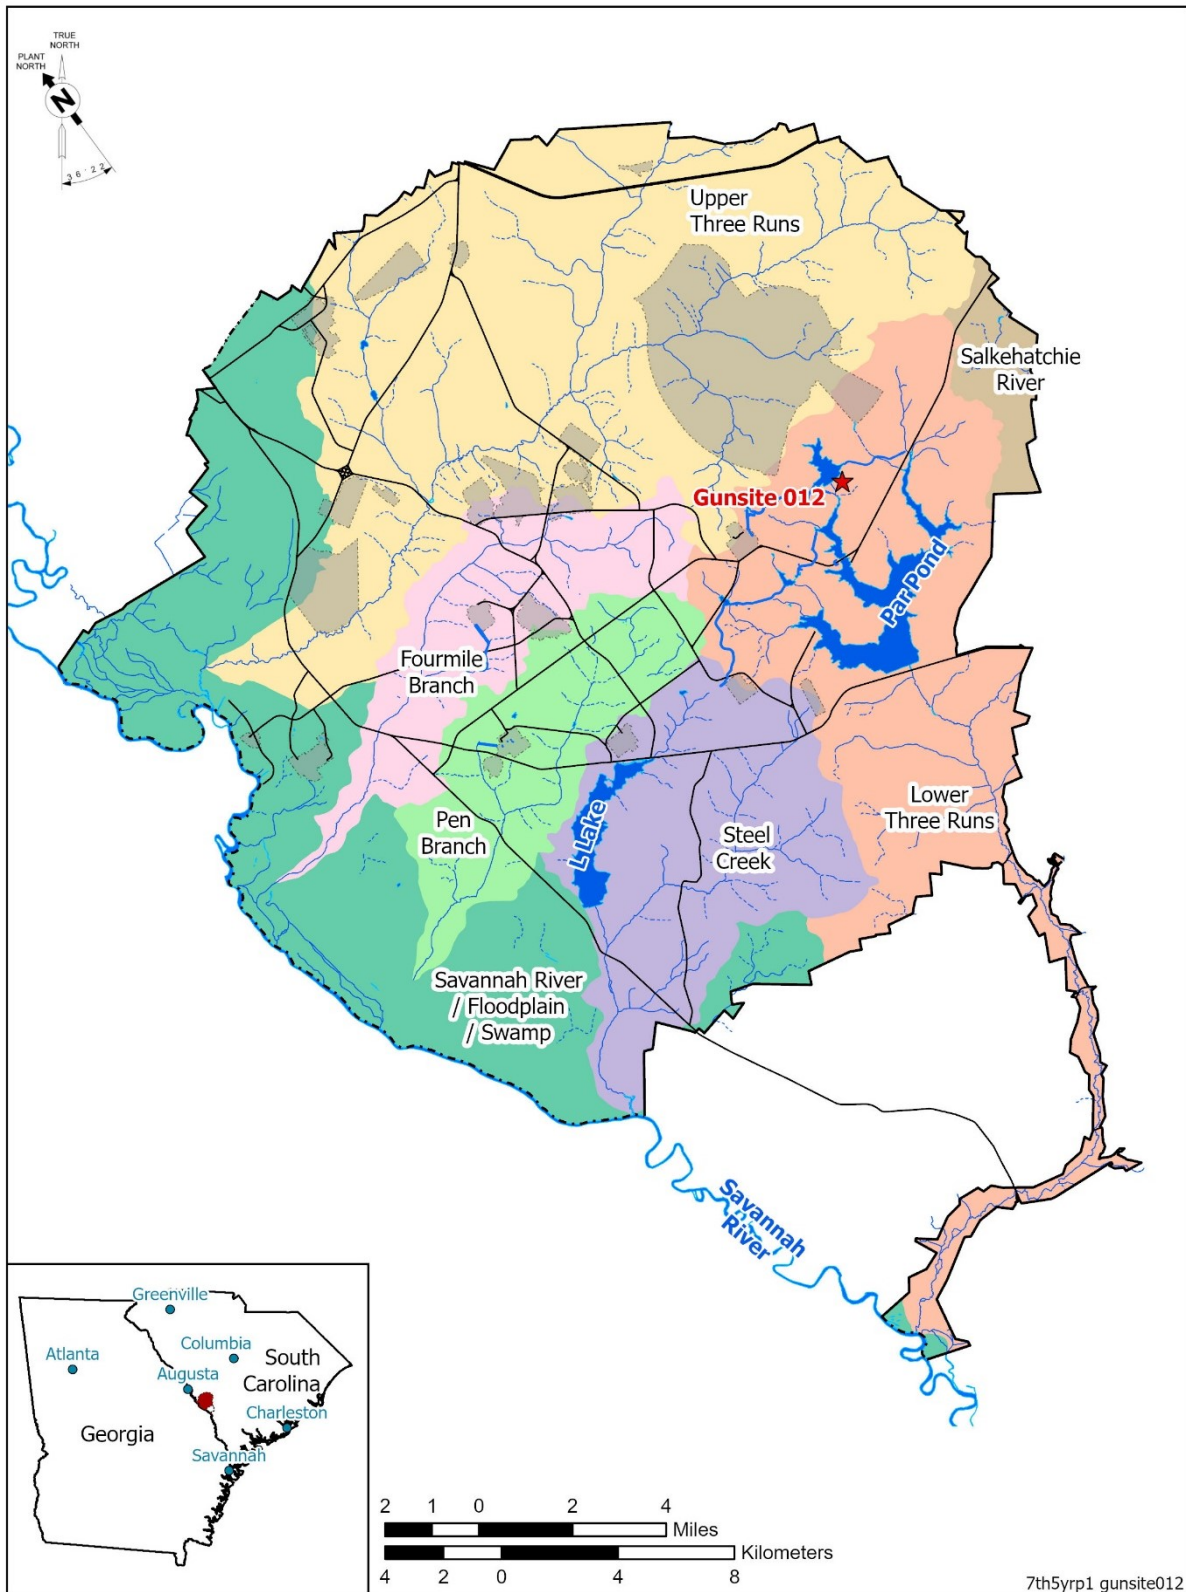 TRUE
NORTH
PLANT
NORTH
N
36°22'
Upper
Three Runs
Salkehatchie
River
Gunsite 012
Par Pond
Fourmile
Branch
Lower
Three Runs
Pen
Branch
L Lake
Steel
Creek
Savannah River
/ Floodplain
/ Swamp
Savannah
River
Greenville
Atlanta
Columbia
South
Carolina
Augusta
Charleston
Georgia
Savannah
2 1 0 2 4
Miles
Kilometers
4 2 0 4 8
7th5yrp1 gunsite012